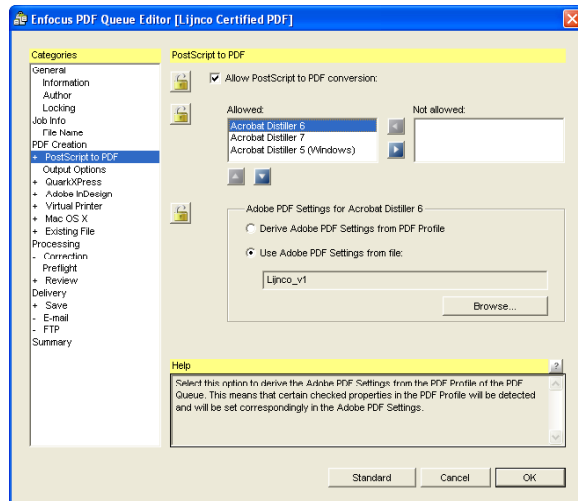 Enfocus PDF Queue Editor [Lijnco Certified PDF]
Categories
General
Information
Author
Locking
Job Info
File Name
PDF Creation
+ PostScript to PDF
Output Options
+ QuarkXPress
+ Adobe InDesign
+ Virtual Printer
+ Mac OS X
+ Existing File
Processing
- Correction
Preflight
+ Review
Delivery
+ Save
- E-mail
- FTP
Summary
PostScript to PDF
Allow PostScript to PDF conversion:
Allowed:
Not allowed:
Acrobat Distiller 6
Acrobat Distiller 7
Acrobat Distiller 5 (Windows)
Adobe PDF Settings for Acrobat Distiller 6
Derive Adobe PDF Settings from PDF Profile
Use Adobe PDF Settings from file:
Lijnco_v1
Browse...
Help
?
Select this option to derive the Adobe PDF Settings from the PDF Profile of the PDF
Queue. This means that certain checked properties in the PDF Profile will be detected
and will be set correspondingly in the Adobe PDF Settings.
Standard
Cancel
OK